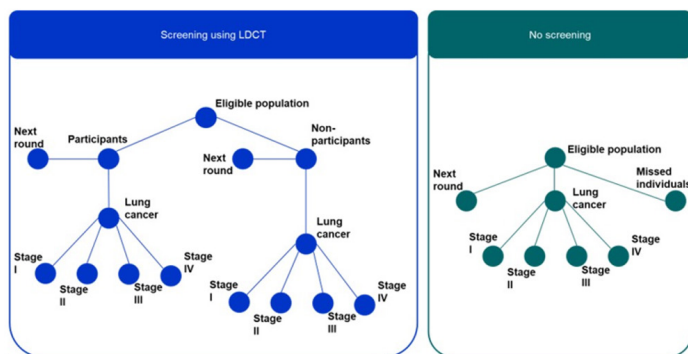 Screening using LDCT
No screening
Eligible population
Next
round
Participants
Non-
participants
Next
round
Lung
cancer
Stage
I
Stage
II
Stage
III
Stage
IV
Lung
cancer
Stage
I
Stage
II
Stage
III
Stage
IV
Eligible population
Next
round
Lung
cancer
Missed
individuals
Stage
I
Stage
II
Stage
III
Stage
IV